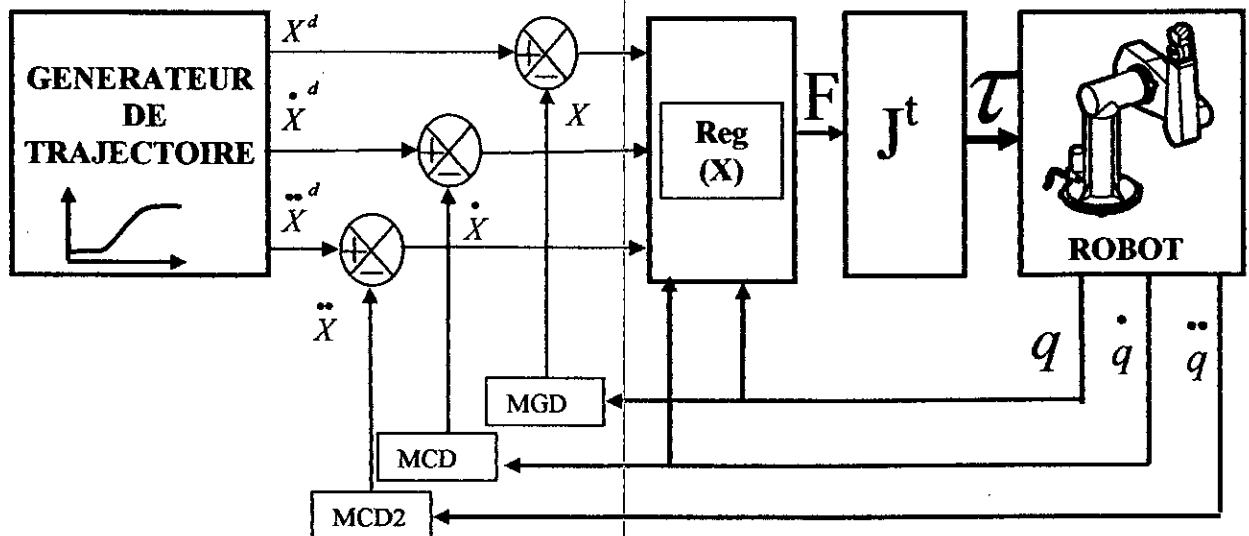 GENERATEUR
DE
TRAJECTOIRE
X^d
Ẋ^d
Ẍ^d
+
−
X
+
−
Ẋ
+
−
Ẍ
Reg
(X)
F
J^t
τ
ROBOT
q
q̇
q̈
MGD
MCD
MCD2